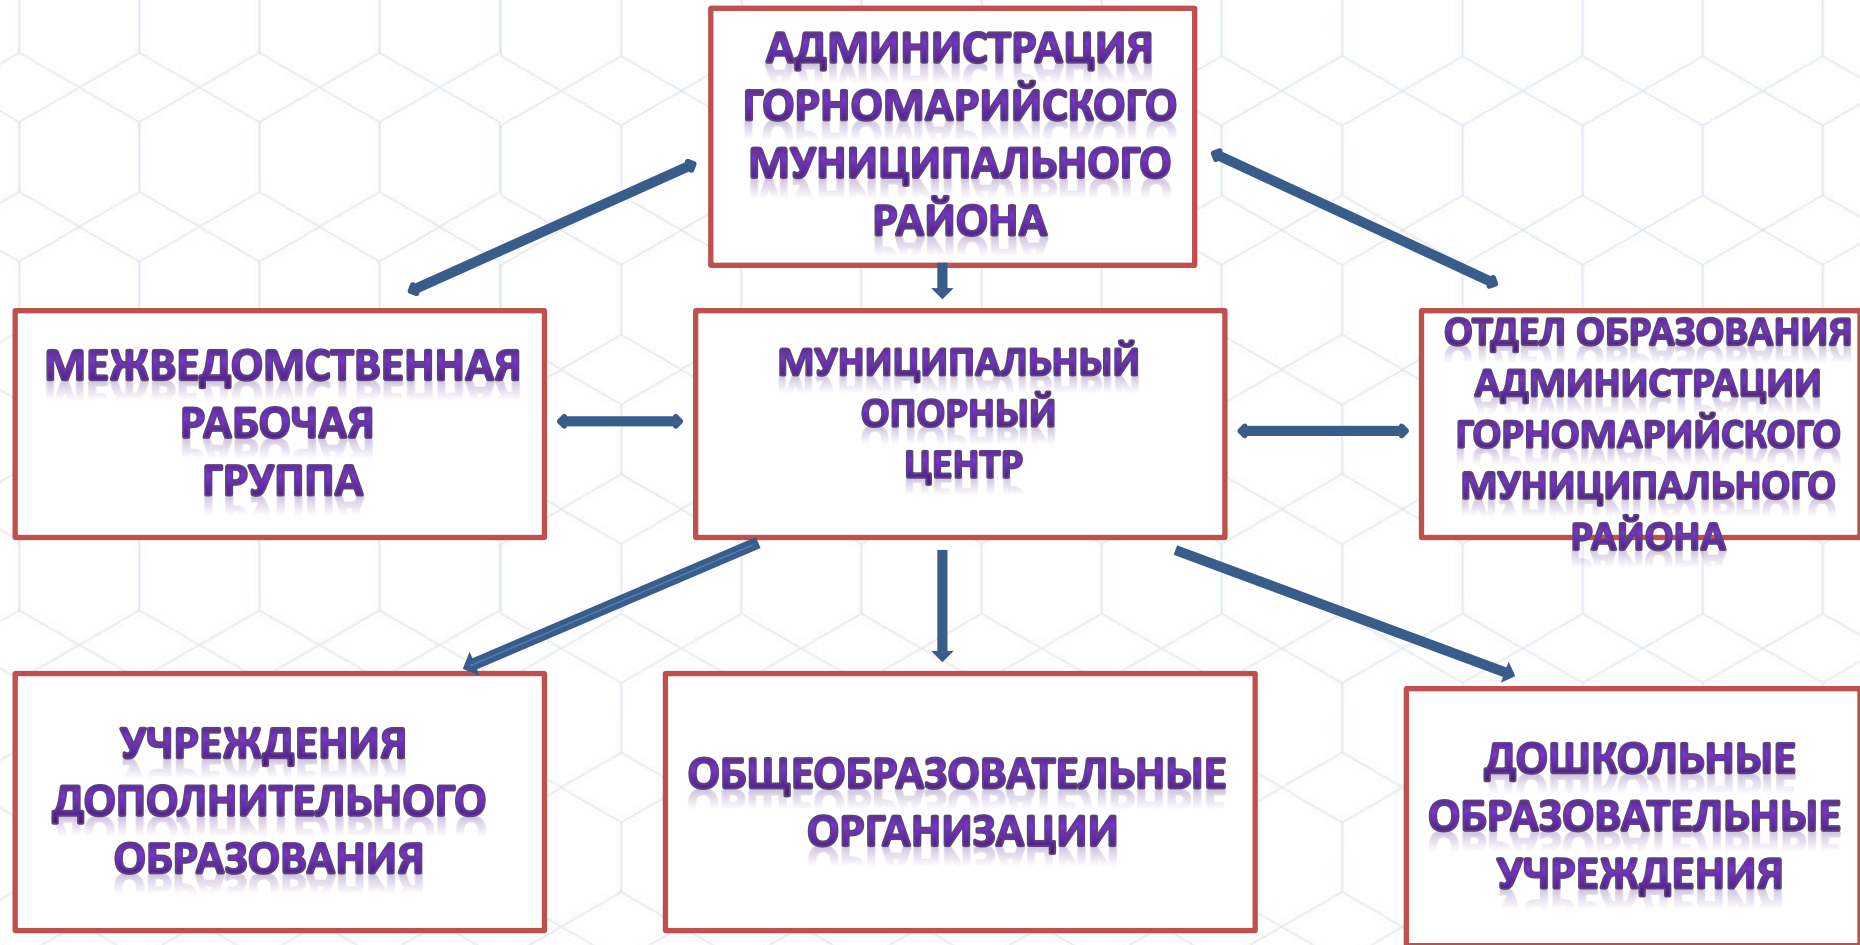 АДМИНИСТРАЦИЯ
ГОРНОМАРИЙСКОГО
МУНИЦИПАЛЬНОГО
РАЙОНА
МЕЖВЕДОМСТВЕННАЯ
РАБОЧАЯ
ГРУППА
МУНИЦИПАЛЬНЫЙ
ОПОРНЫЙ
ЦЕНТР
ОТДЕЛ ОБРАЗОВАНИЯ
АДМИНИСТРАЦИИ
ГОРНОМАРИЙСКОГО
МУНИЦИПАЛЬНОГО
РАЙОНА
УЧРЕЖДЕНИЯ
ДОПОЛНИТЕЛЬНОГО
ОБРАЗОВАНИЯ
ОБЩЕОБРАЗОВАТЕЛЬНЫЕ
ОРГАНИЗАЦИИ
ДОШКОЛЬНЫЕ
ОБРАЗОВАТЕЛЬНЫЕ
УЧРЕЖДЕНИЯ